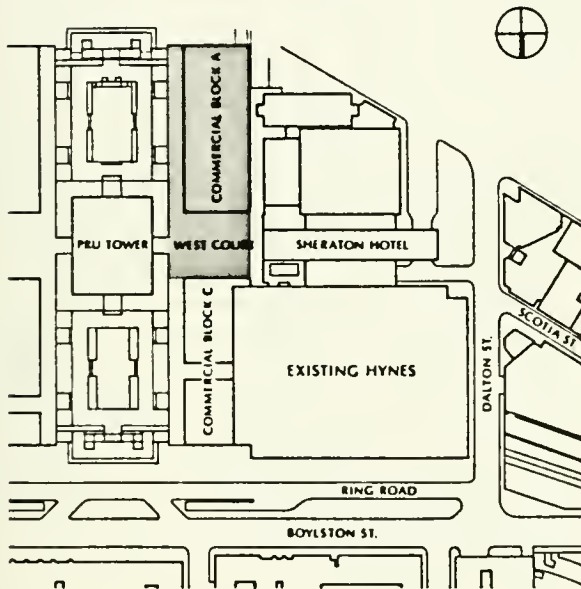 COMMERCIAL BLOCK A
PRU TOWER
WEST COURT
SHERATON HOTEL
SCOTIA ST.
COMMERCIAL BLOCK C
EXISTING HYNES
DALTON ST.
RING ROAD
BOYLSTON ST.